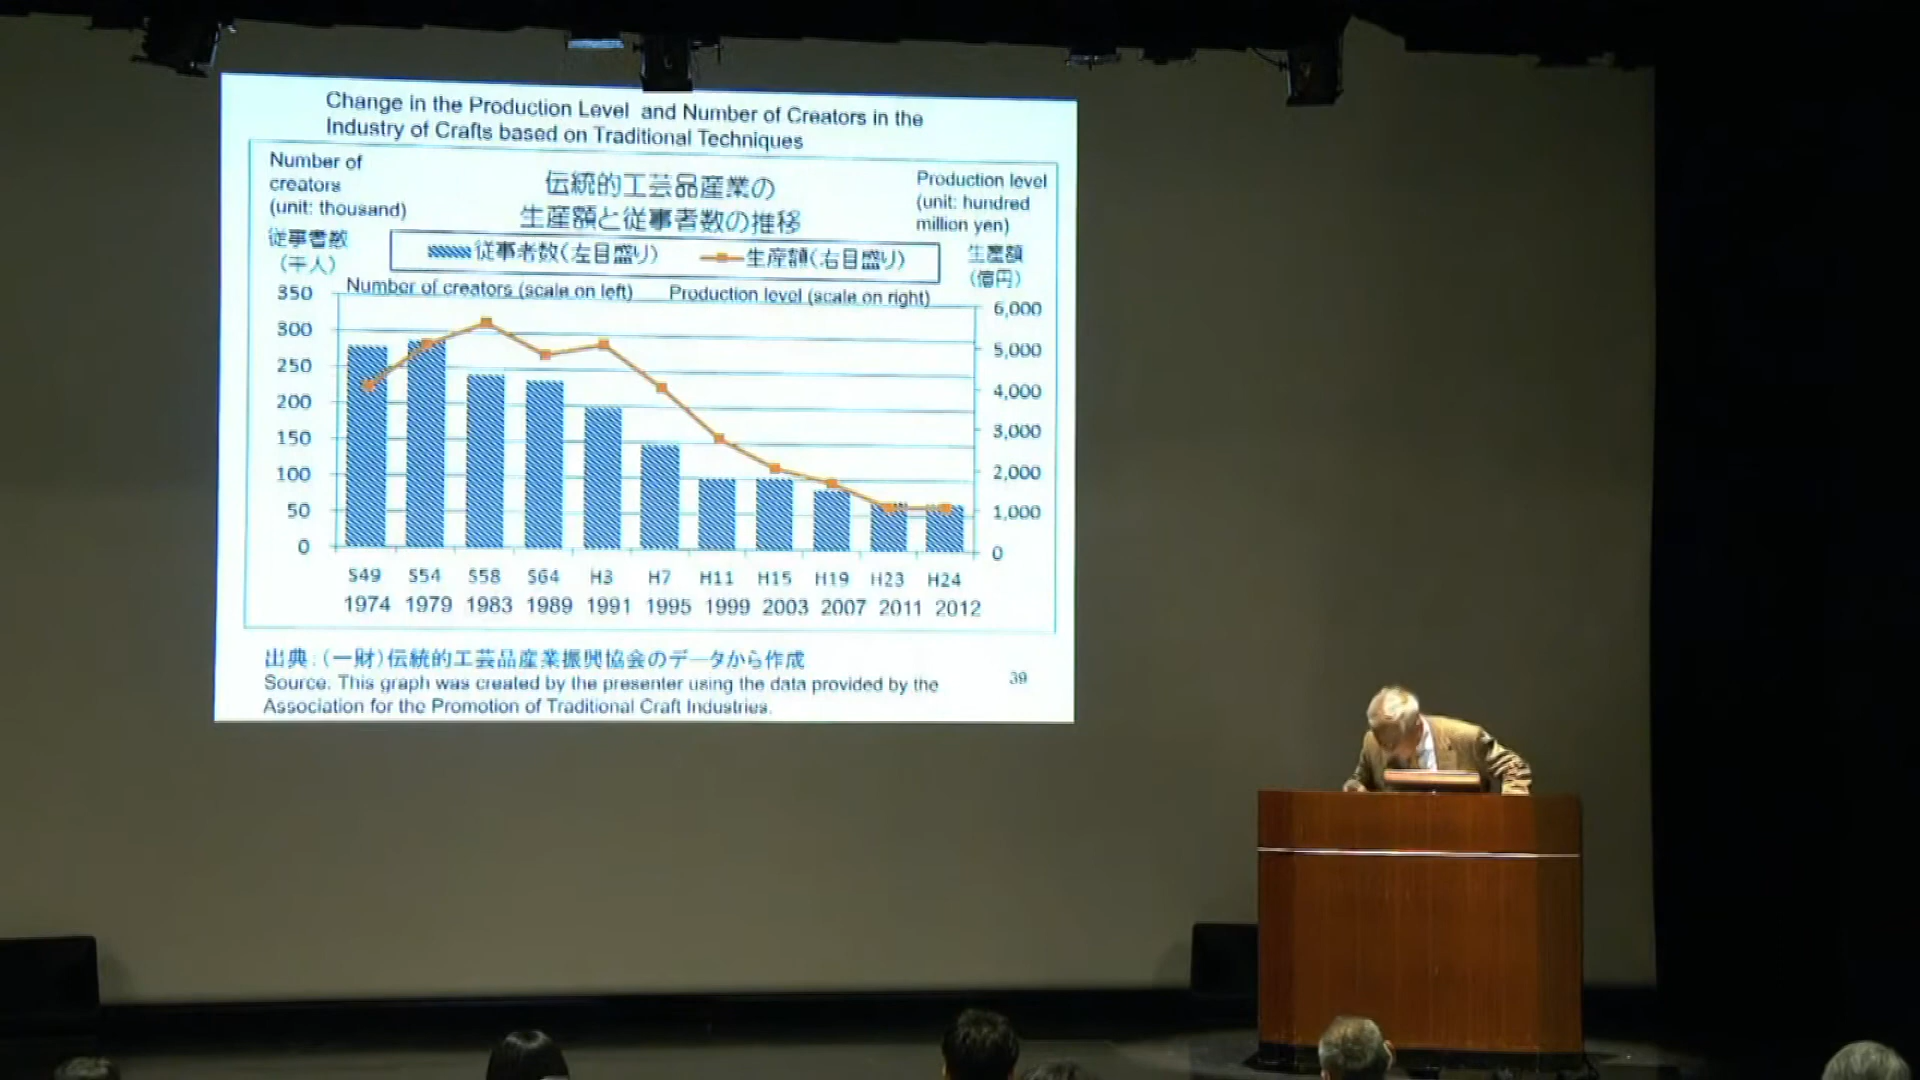 Change in the Production Level and Number of Creators in the
Industry of Crafts based on Traditional Techniques
Number of
creators
(unit: thousand)
伝統的工芸品産業の
生産額と従事者数の推移
Production level
(unit: hundred
million yen)
従事者数
(千人)
従事者数(左目盛り) 生産額(右目盛り)
生産額
(億円)
Number of creators (scale on left) Production level (scale on right)
350
300
250
200
150
100
50
0
6,000
5,000
4,000
3,000
2,000
1,000
0
S49 S54 S58 S64 H3 H7 H11 H15 H19 H23 H24
1974 1979 1983 1989 1991 1995 1999 2003 2007 2011 2012
出典:(一財)伝統的工芸品産業振興協会のデータから作成
Source: This graph was created by the presenter using the data provided by the
Association for the Promotion of Traditional Craft Industries.
39